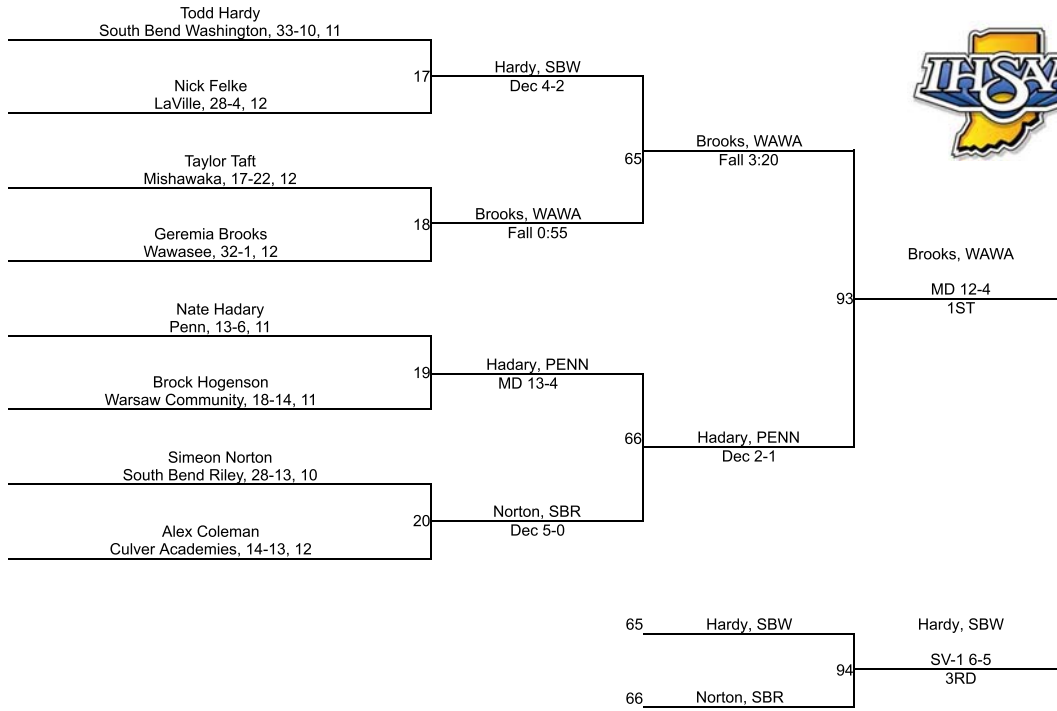 Todd Hardy
South Bend Washington, 33-10, 11
Nick Felke
LaVille, 28-4, 12
17
Hardy, SBW
Dec 4-2
Taylor Taft
Mishawaka, 17-22, 12
Geremia Brooks
Wawasee, 32-1, 12
18
Brooks, WAWA
Fall 0:55
65
Brooks, WAWA
Fall 3:20
Nate Hadary
Penn, 13-6, 11
Brock Hogenson
Warsaw Community, 18-14, 11
19
Hadary, PENN
MD 13-4
Simeon Norton
South Bend Riley, 28-13, 10
Alex Coleman
Culver Academies, 14-13, 12
20
Norton, SBR
Dec 5-0
66
Hadary, PENN
Dec 2-1
93
Brooks, WAWA
MD 12-4
1ST
65
Hardy, SBW
66
Norton, SBR
94
Hardy, SBW
SV-1 6-5
3RD
IHSAA